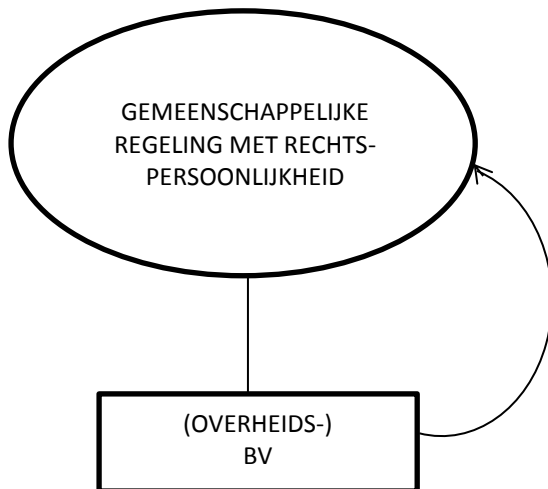 GEMEENSCHAPPELIJKE
REGELING MET RECHTS-
PERSOONLIJKHEID
(OVERHEIDS-)
BV